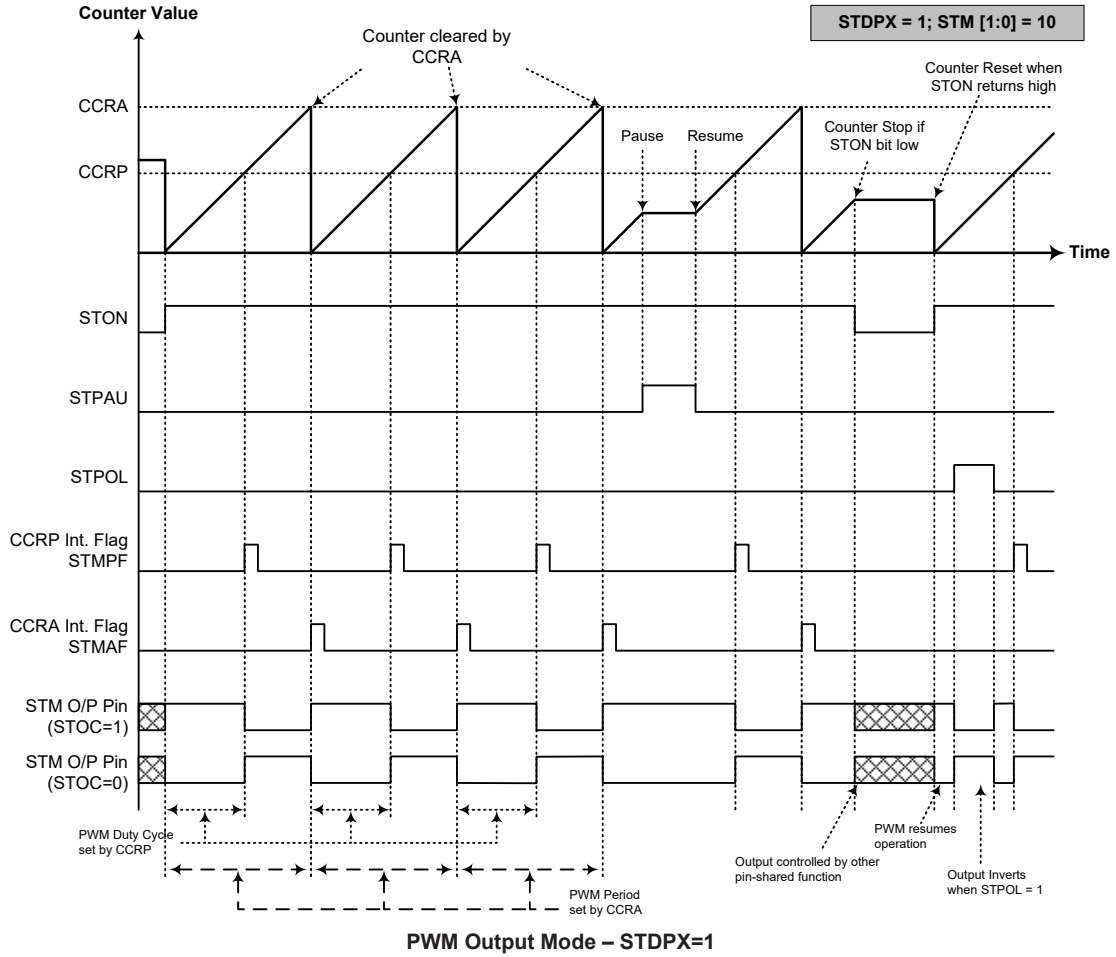 Counter Value
STDPX = 1; STM [1:0] = 10
Counter cleared by
CCRA
Counter Reset when
STON returns high
CCRA
Pause
Resume
Counter Stop if
STON bit low
CCRP
Time
STON
STPAU
STPOL
CCRP Int. Flag
STMPF
CCRA Int. Flag
STMAF
STM O/P Pin
(STOC=1)
STM O/P Pin
(STOC=0)
PWM Duty Cycle
set by CCRP
PWM resumes
operation
Output controlled by other
pin-shared function
Output Inverts
when STPOL = 1
PWM Period
set by CCRA
PWM Output Mode – STDPX=1